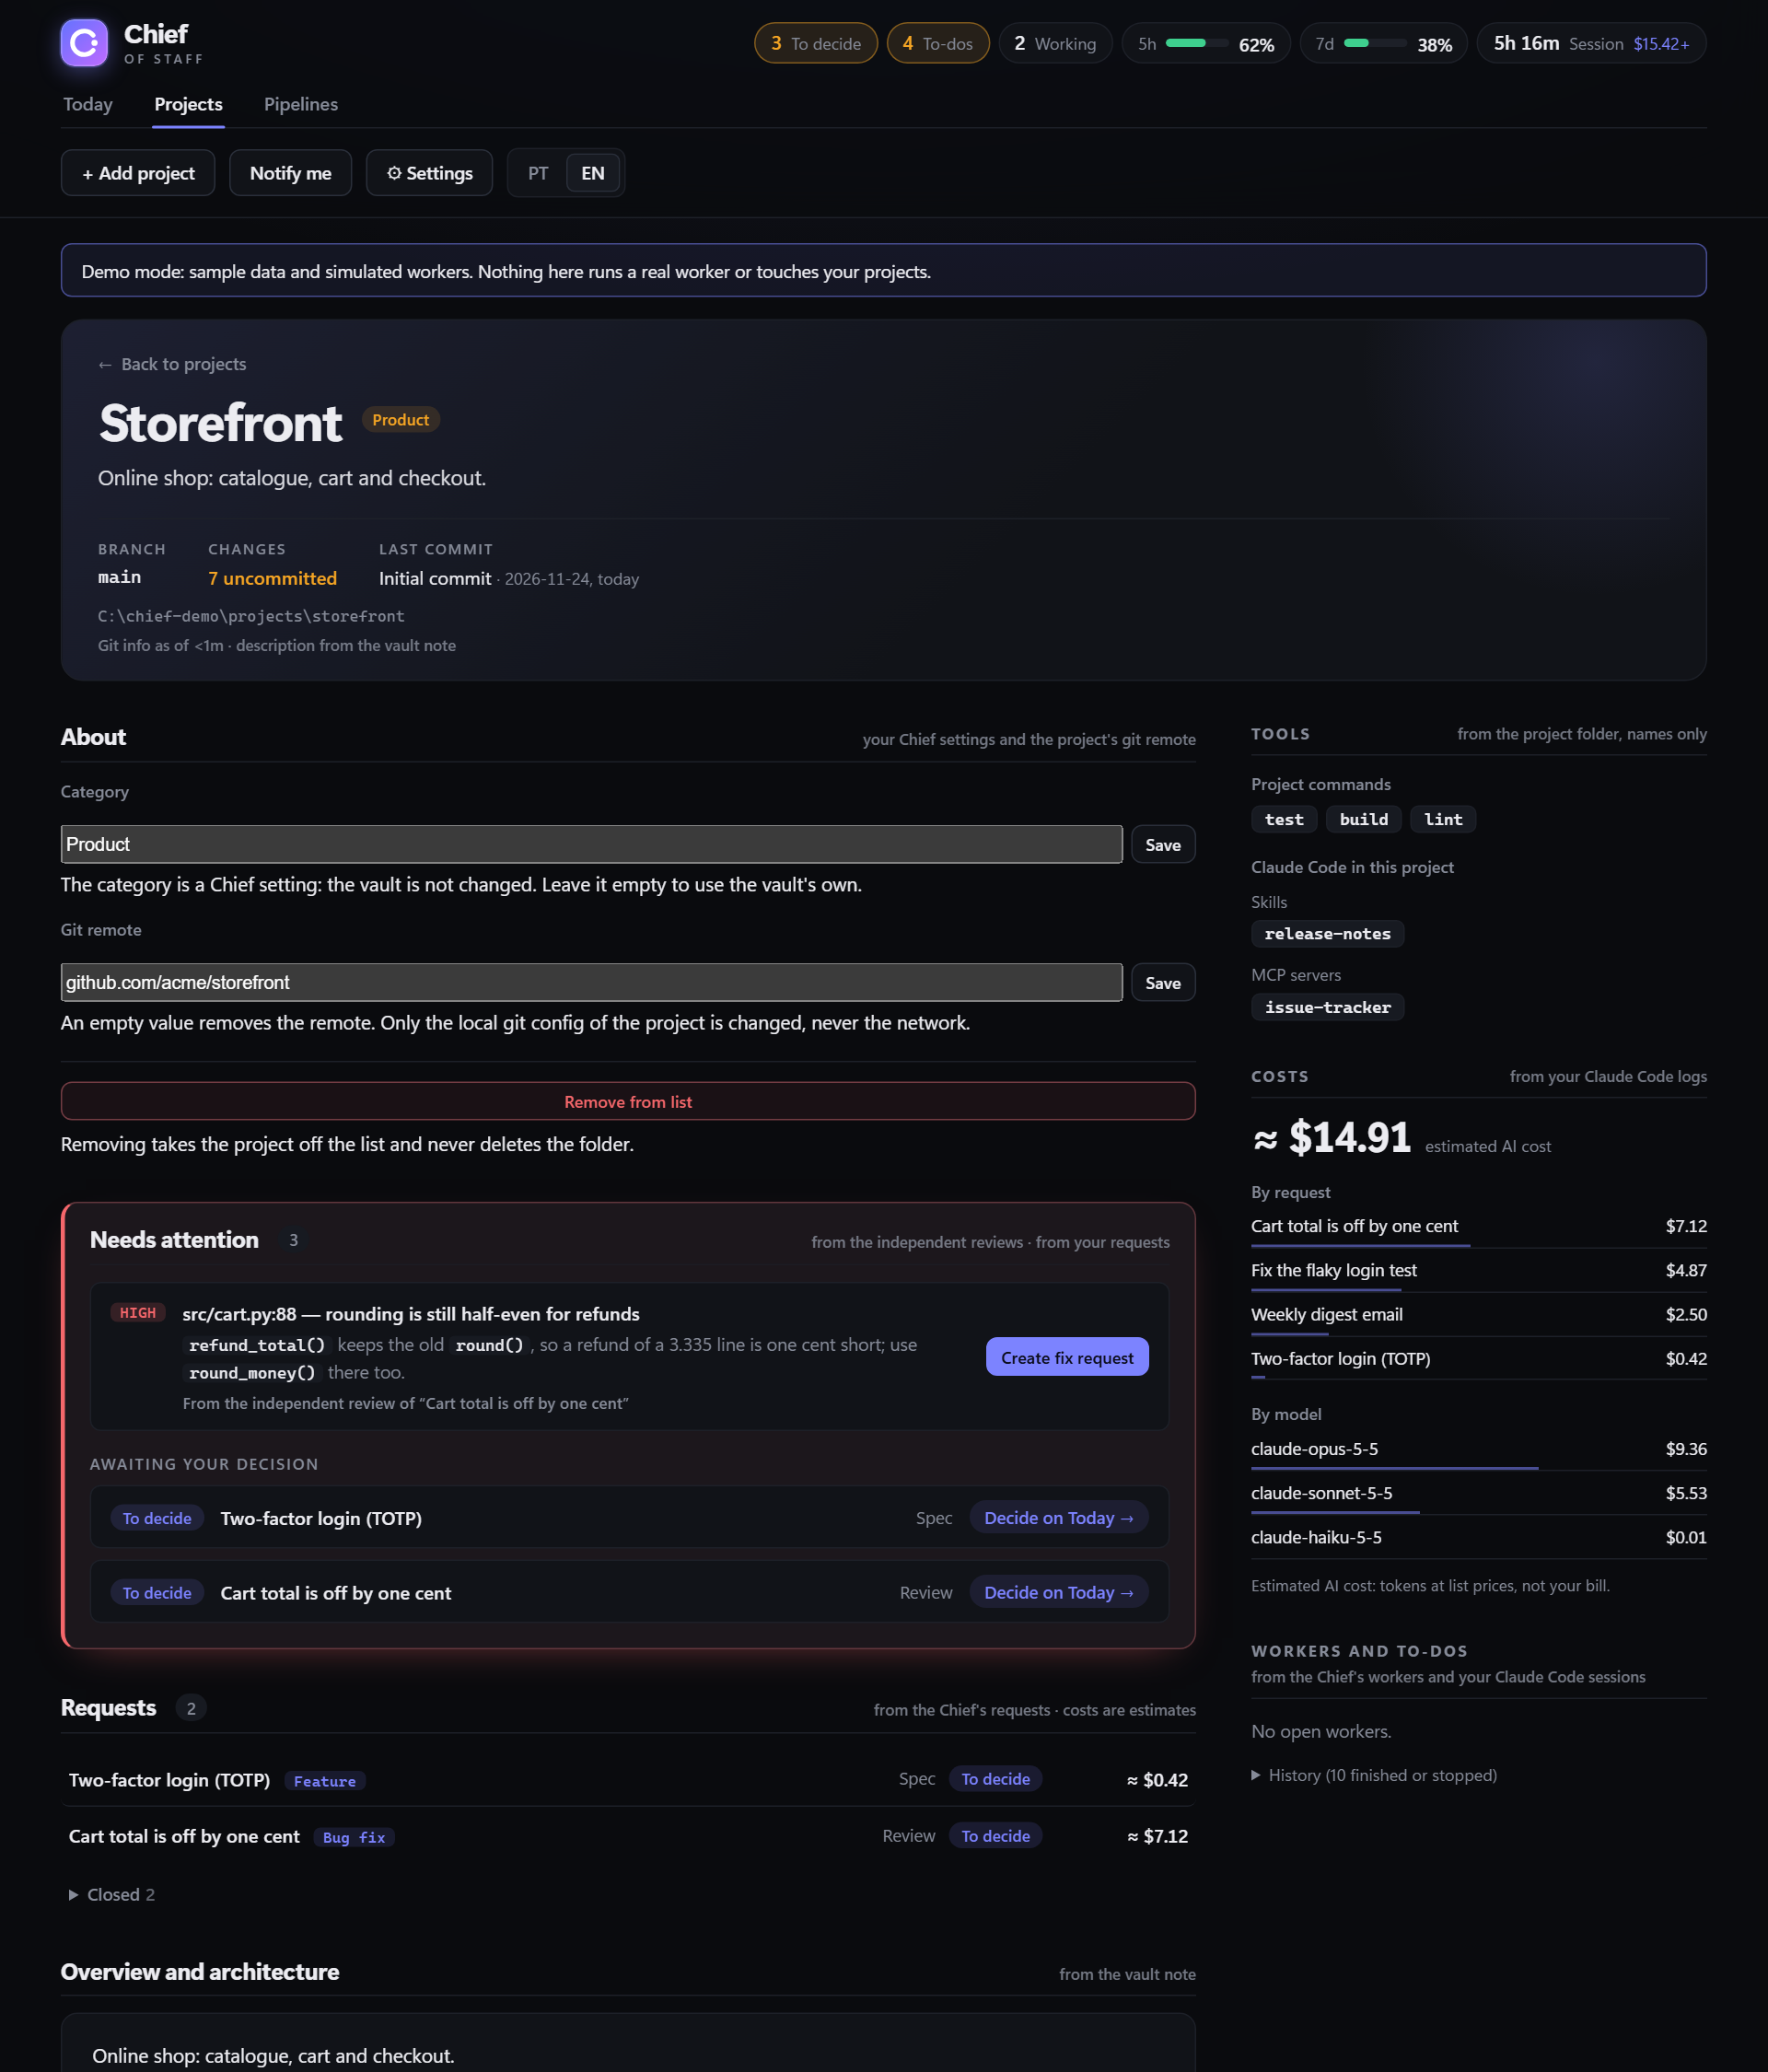 Chief
OF STAFF
3 To decide
4 To-dos
2 Working
5h 62%
7d 38%
5h 16m Session $15.42+
Today Projects Pipelines
+ Add project
Notify me
⚙ Settings
PT EN
Demo mode: sample data and simulated workers. Nothing here runs a real worker or touches your projects.
← Back to projects
Storefront Product
Online shop: catalogue, cart and checkout.
BRANCH CHANGES LAST COMMIT
main 7 uncommitted Initial commit · 2026-11-24, today
C:\chief-demo\projects\storefront
Git info as of <1m · description from the vault note
About your Chief settings and the project's git remote
Category
Product Save
The category is a Chief setting: the vault is not changed. Leave it empty to use the vault's own.
Git remote
github.com/acme/storefront Save
An empty value removes the remote. Only the local git config of the project is changed, never the network.
Remove from list
Removing takes the project off the list and never deletes the folder.
Needs attention 3 from the independent reviews · from your requests
HIGH src/cart.py:88 — rounding is still half-even for refunds
refund_total() keeps the old round() , so a refund of a 3.335 line is one cent short; use
round_money() there too.
From the independent review of “Cart total is off by one cent”
Create fix request
AWAITING YOUR DECISION
To decide Two-factor login (TOTP) Spec Decide on Today →
To decide Cart total is off by one cent Review Decide on Today →
Requests 2 from the Chief's requests · costs are estimates
Two-factor login (TOTP) Feature Spec To decide ≈ $0.42
Cart total is off by one cent Bug fix Review To decide ≈ $7.12
▶ Closed 2
Overview and architecture from the vault note
Online shop: catalogue, cart and checkout.
TOOLS from the project folder, names only
Project commands
test build lint
Claude Code in this project
Skills
release-notes
MCP servers
issue-tracker
COSTS from your Claude Code logs
≈ $14.91 estimated AI cost
By request
Cart total is off by one cent $7.12
Fix the flaky login test $4.87
Weekly digest email $2.50
Two-factor login (TOTP) $0.42
By model
claude-opus-5-5 $9.36
claude-sonnet-5-5 $5.53
claude-haiku-5-5 $0.01
Estimated AI cost: tokens at list prices, not your bill.
WORKERS AND TO-DOS
from the Chief's workers and your Claude Code sessions
No open workers.
▶ History (10 finished or stopped)